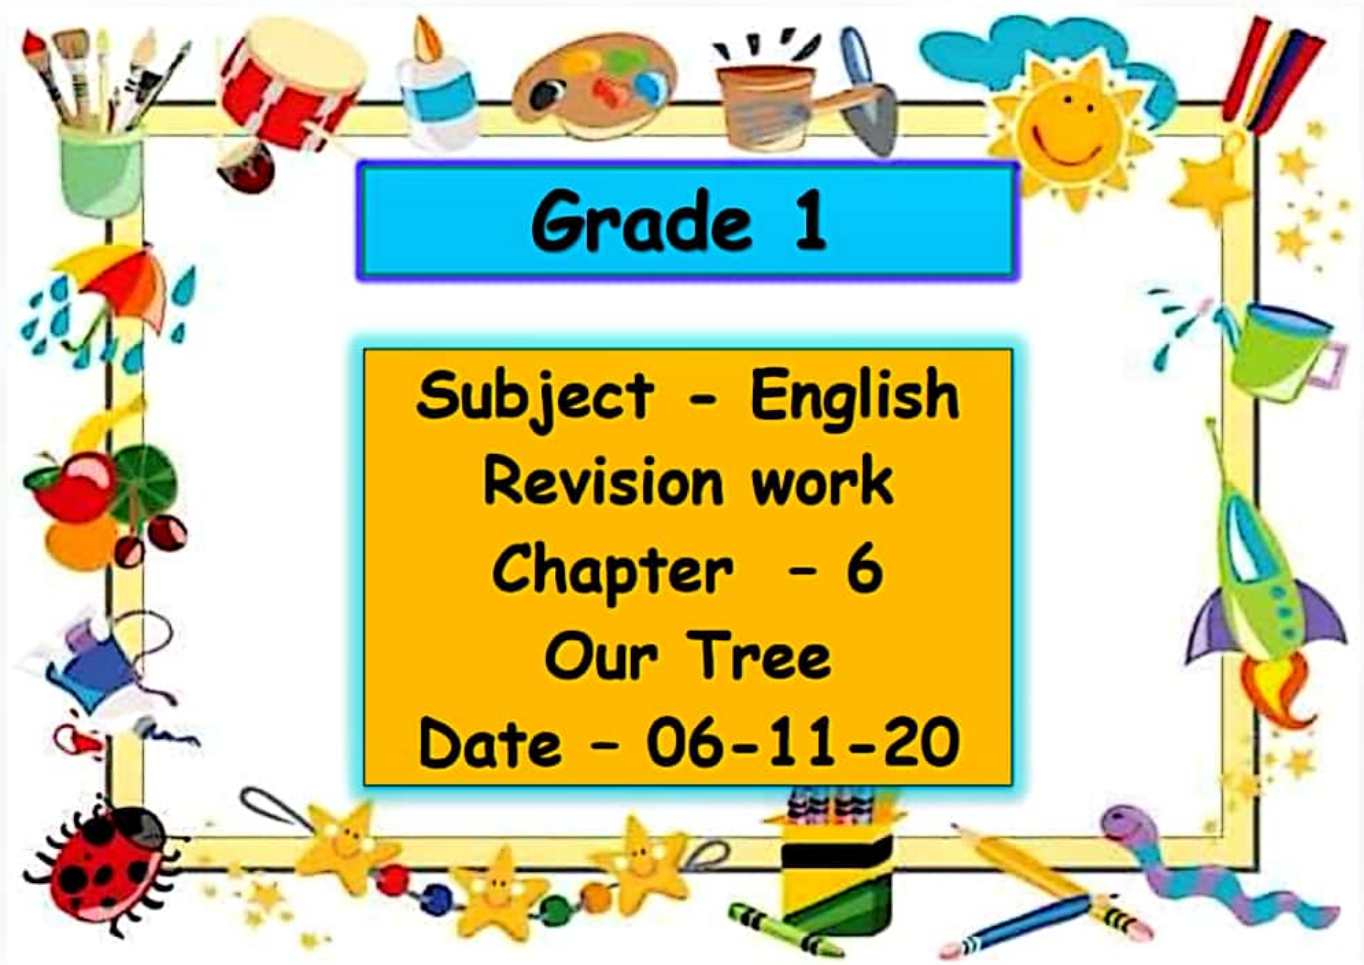 Grade 1
Subject - English
Revision work
Chapter - 6
Our Tree
Date - 06-11-20